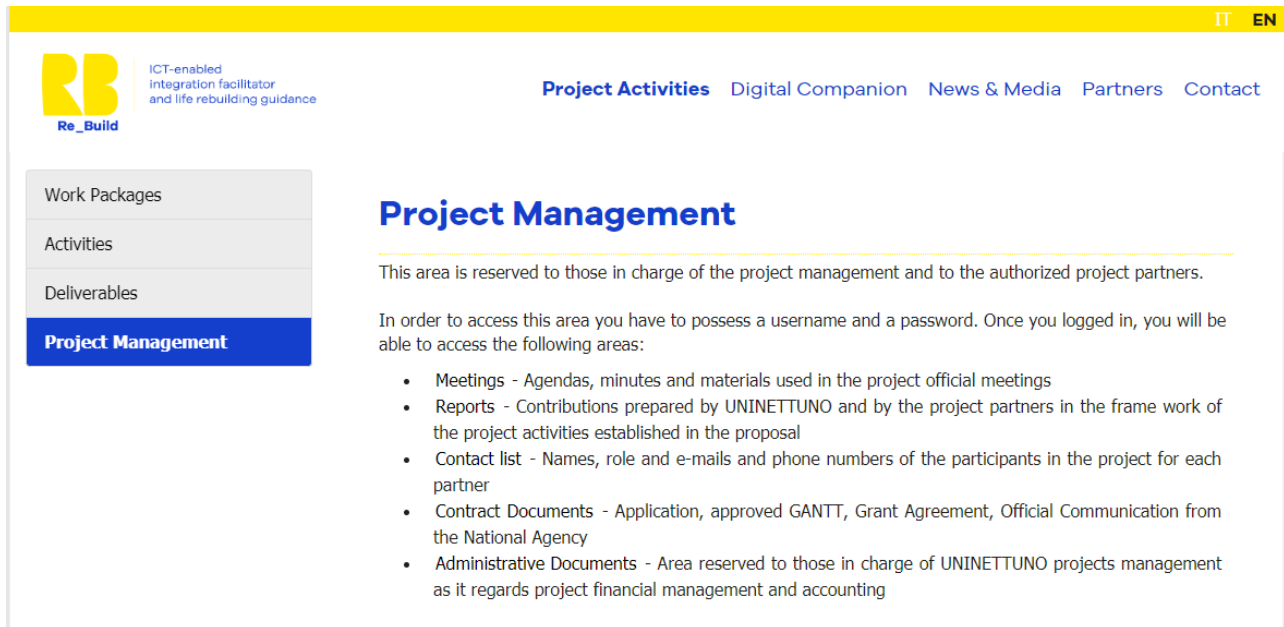 IT EN
RB
ICT-enabled
integration facilitator
and life rebuilding guidance
Re_Build
Project Activities Digital Companion News & Media Partners Contact
Work Packages
Activities
Deliverables
Project Management
Project Management
This area is reserved to those in charge of the project management and to the authorized project partners.
In order to access this area you have to possess a username and a password. Once you logged in, you will be
able to access the following areas:
• Meetings - Agendas, minutes and materials used in the project official meetings
• Reports - Contributions prepared by UNINETTUNO and by the project partners in the frame work of
the project activities established in the proposal
• Contact list - Names, role and e-mails and phone numbers of the participants in the project for each
partner
• Contract Documents - Application, approved GANTT, Grant Agreement, Official Communication from
the National Agency
• Administrative Documents - Area reserved to those in charge of UNINETTUNO projects management
as it regards project financial management and accounting